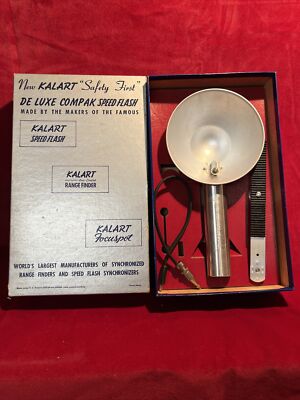 New KALART "Safety First"
DE LUXE COMPAK SPEED FLASH
MADE BY THE MAKERS OF THE FAMOUS
KALART
SPEED FLASH
KALART
RANGE FINDER
KALART
Focuspot
WORLD'S LARGEST MANUFACTURERS OF SYNCHRONIZED
RANGE FINDERS AND SPEED FLASH SYNCHRONIZERS